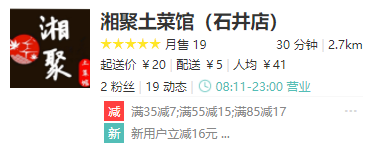 湘
聚
土菜馆
湘聚土菜馆（石井店）
月售 19 30 分钟 | 2.7km
起送价 ￥20 | 配送 ￥5 | 人均 ￥41
2 粉丝 | 19 动态 | 08:11-23:00 营业
减 满35减7;满55减15;满85减17 ...
新 新用户立减16元 ...